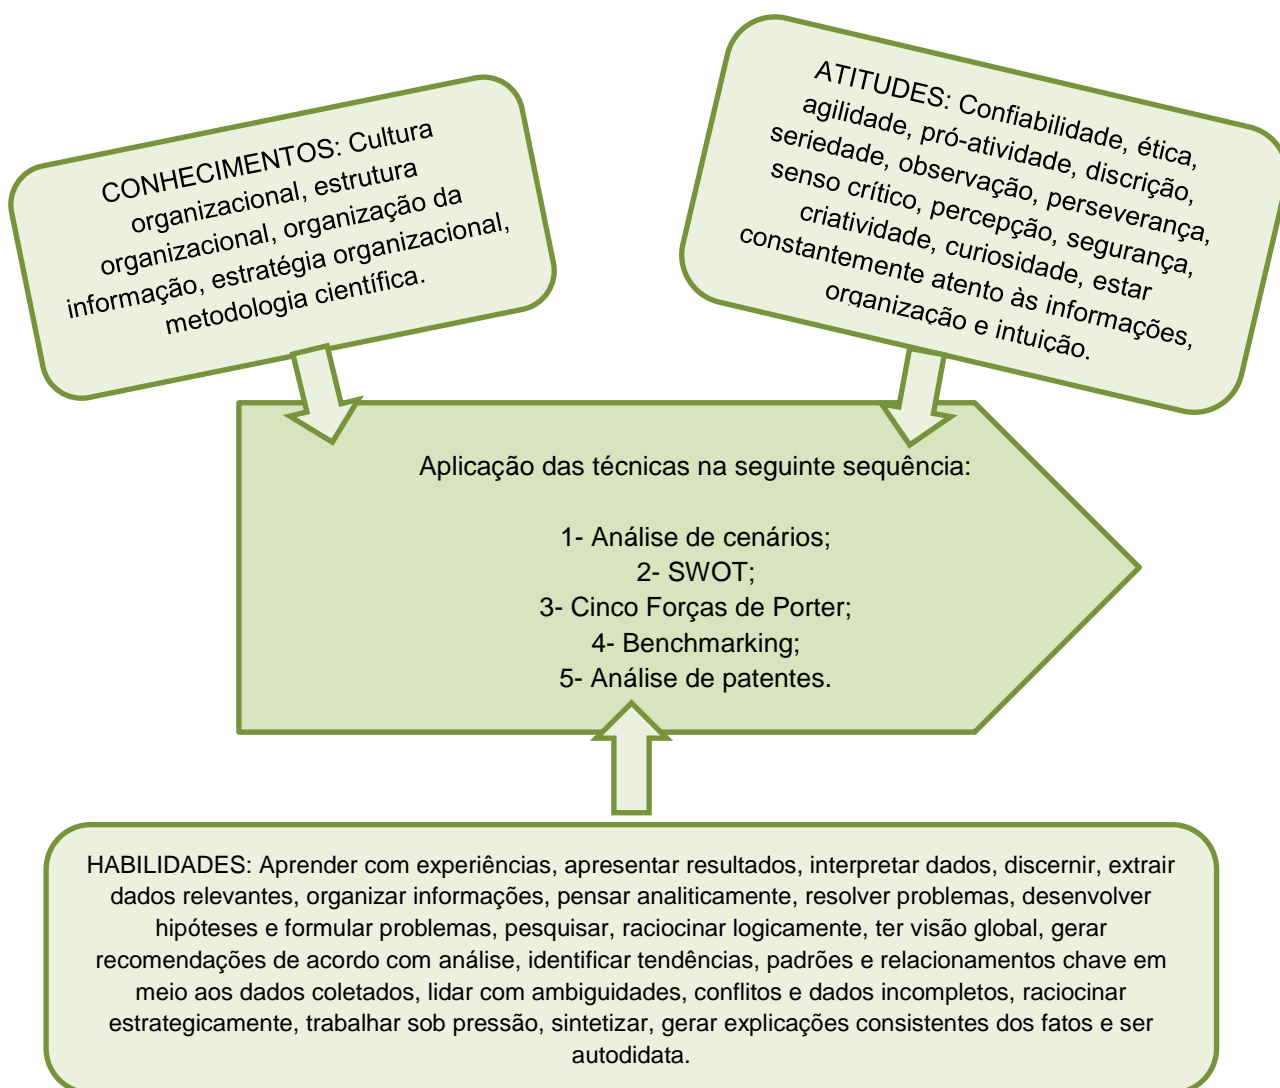 CONHECIMENTOS: Cultura
organizacional, estrutura
organizacional, organização da
informação, estratégia organizacional,
metodologia científica.
ATITUDES: Confiabilidade, ética,
agilidade, pró-atividade, discrição,
seriedade, observação, perseverança,
senso crítico, percepção, segurança,
criatividade, curiosidade, estar
constantemente atento às informações,
organização e intuição.
Aplicação das técnicas na seguinte sequência:
1- Análise de cenários;
2- SWOT;
3- Cinco Forças de Porter;
4- Benchmarking;
5- Análise de patentes.
HABILIDADES: Aprender com experiências, apresentar resultados, interpretar dados, discernir, extrair
dados relevantes, organizar informações, pensar analiticamente, resolver problemas, desenvolver
hipóteses e formular problemas, pesquisar, raciocinar logicamente, ter visão global, gerar
recomendações de acordo com análise, identificar tendências, padrões e relacionamentos chave em
meio aos dados coletados, lidar com ambiguidades, conflitos e dados incompletos, raciocinar
estrategicamente, trabalhar sob pressão, sintetizar, gerar explicações consistentes dos fatos e ser
autodidata.